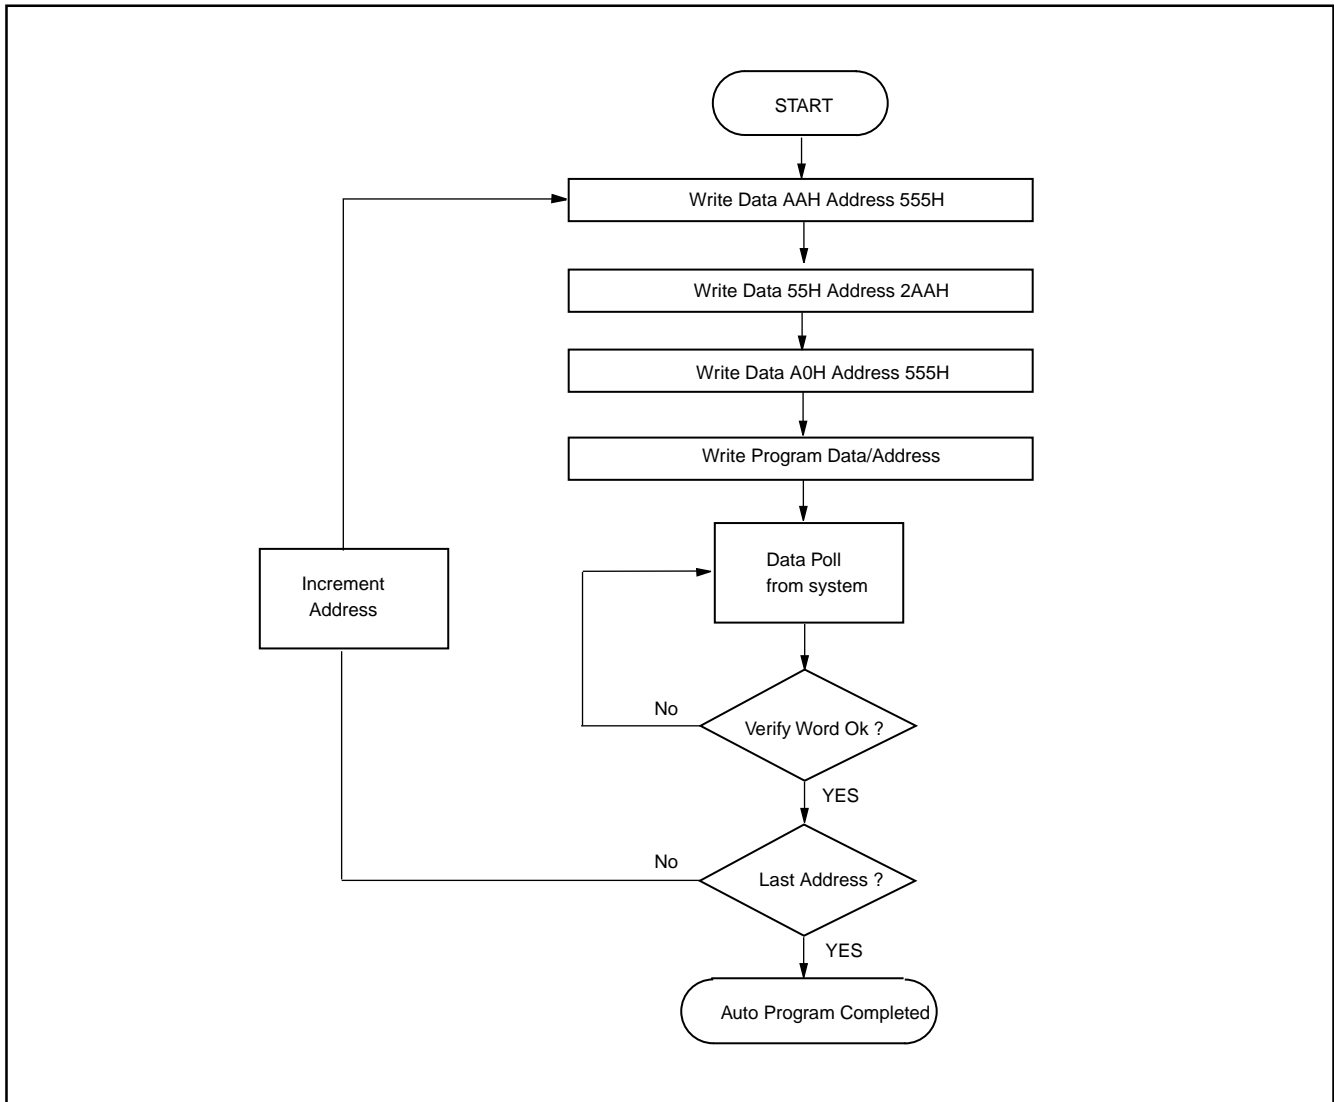 START
Write Data AAH Address 555H
Write Data 55H Address 2AAH
Write Data A0H Address 555H
Write Program Data/Address
Data Poll
from system
Increment
Address
No
Verify Word Ok ?
YES
No
Last Address ?
YES
Auto Program Completed